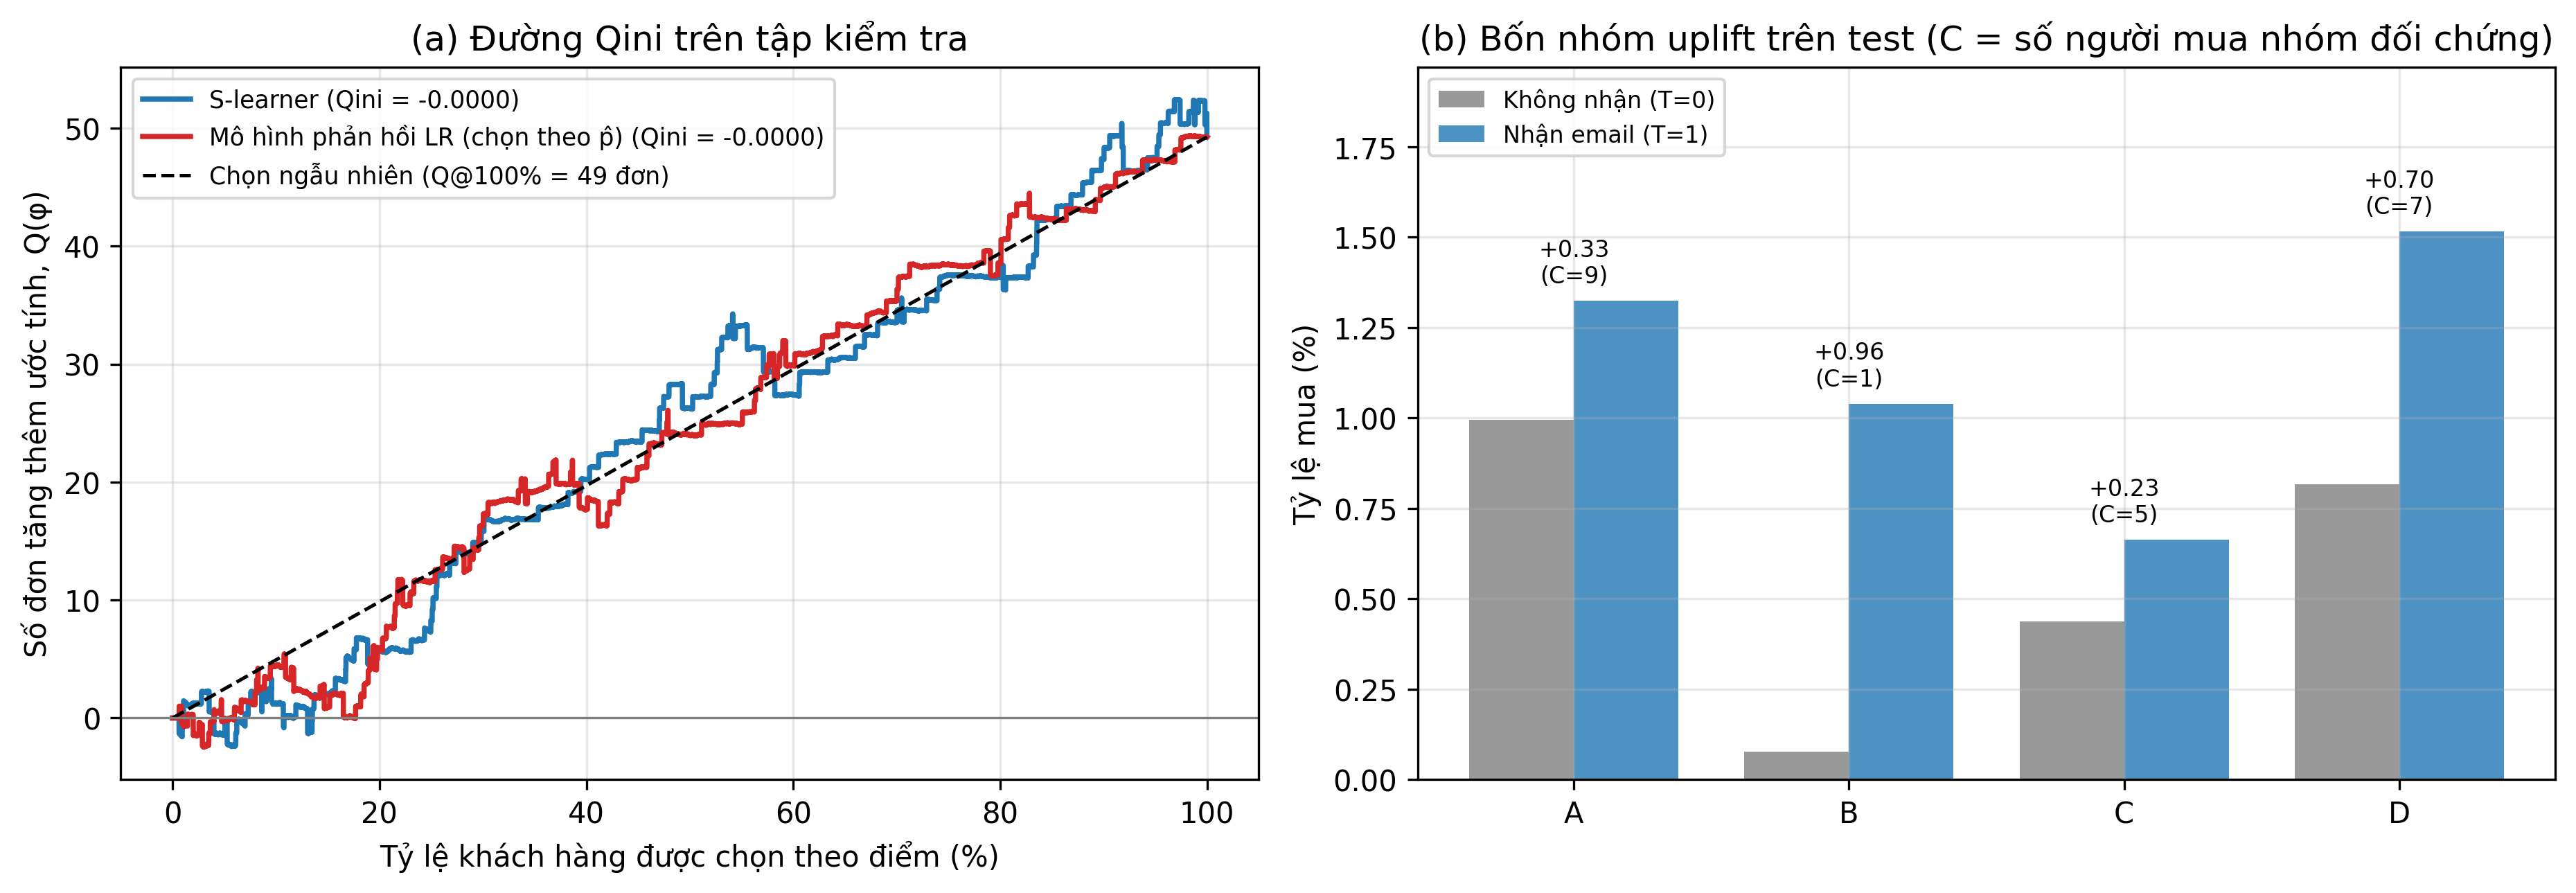 (a) Đường Qini trên tập kiểm tra
S-learner (Qini = -0.0000)
Mô hình phản hồi LR (chọn theo p̂) (Qini = -0.0000)
Chọn ngẫu nhiên (Q@100% = 49 đơn)
Số đơn tăng thêm ước tính, Q(φ)
50
40
30
20
10
0
0 20 40 60 80 100
Tỷ lệ khách hàng được chọn theo điểm (%)
(b) Bốn nhóm uplift trên test (C = số người mua nhóm đối chứng)
Không nhận (T=0)
Nhận email (T=1)
Tỷ lệ mua (%)
1.75
1.50
1.25
1.00
0.75
0.50
0.25
0.00
+0.33
(C=9)
+0.96
(C=1)
+0.23
(C=5)
+0.70
(C=7)
A B C D